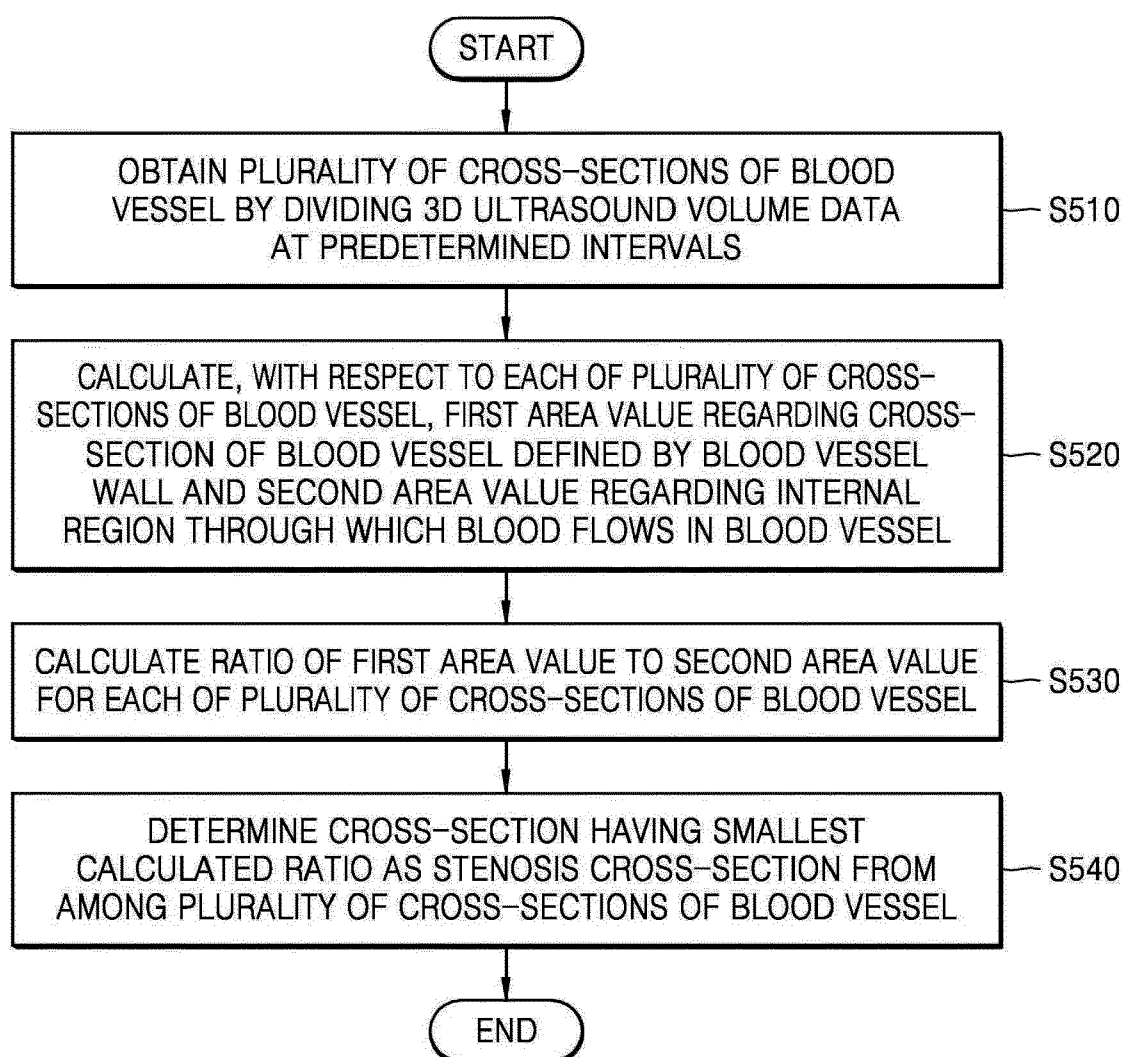 START
OBTAIN PLURALITY OF CROSS-SECTIONS OF BLOOD
VESSEL BY DIVIDING 3D ULTRASOUND VOLUME DATA
AT PREDETERMINED INTERVALS
S510
CALCULATE, WITH RESPECT TO EACH OF PLURALITY OF CROSS-
SECTIONS OF BLOOD VESSEL, FIRST AREA VALUE REGARDING CROSS-
SECTION OF BLOOD VESSEL DEFINED BY BLOOD VESSEL
WALL AND SECOND AREA VALUE REGARDING INTERNAL
REGION THROUGH WHICH BLOOD FLOWS IN BLOOD VESSEL
S520
CALCULATE RATIO OF FIRST AREA VALUE TO SECOND AREA VALUE
FOR EACH OF PLURALITY OF CROSS-SECTIONS OF BLOOD VESSEL
S530
DETERMINE CROSS-SECTION HAVING SMALLEST
CALCULATED RATIO AS STENOSIS CROSS-SECTION FROM
AMONG PLURALITY OF CROSS-SECTIONS OF BLOOD VESSEL
S540
END